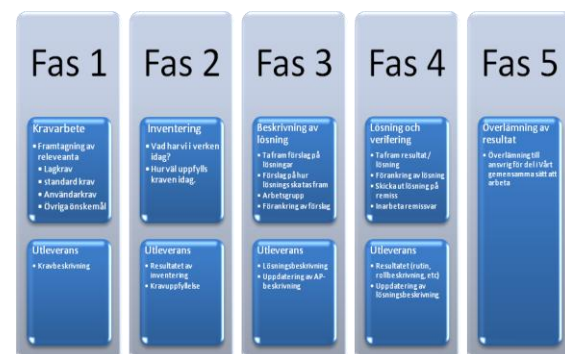 Fas 1
Kravarbete
• Framtagning av
releveanta
• Lagkrav
• standard krav
• Användarkrav
• Övriga önskemål
Utleverans
• Kravbeskrivning
Fas 2
Inventering
• Vad har vi i verken
idag?
• Hur väl uppfylls
kraven idag.
Utleverans
• Resultatet av
inventering
• Kravuppfyllelse
Fas 3
Beskrivning av
lösning
• Ta fram förslag på
lösningar
• Förslag på hur
lösnings ska tas fram
• Arbetsgrupp
• Förankring av förslag
Utleverans
• Lösningsbeskrivning
• Uppdatering av AP-
beskrivning
Fas 4
Lösning och
verifering
• Ta fram resultat /
lösning
• Förankring av lösning
• Skicka ut lösning på
remiss
• Inarbeta remissvar
Utleverans
• Resultatet (rutin,
rollbeskrivning, etc)
• Uppdatering av
lösningsbeskrivning
Fas 5
Överlämning av
resultat
• Överlämning till
ansvrig för del i Vårt
gemensamma sätt att
arbeta